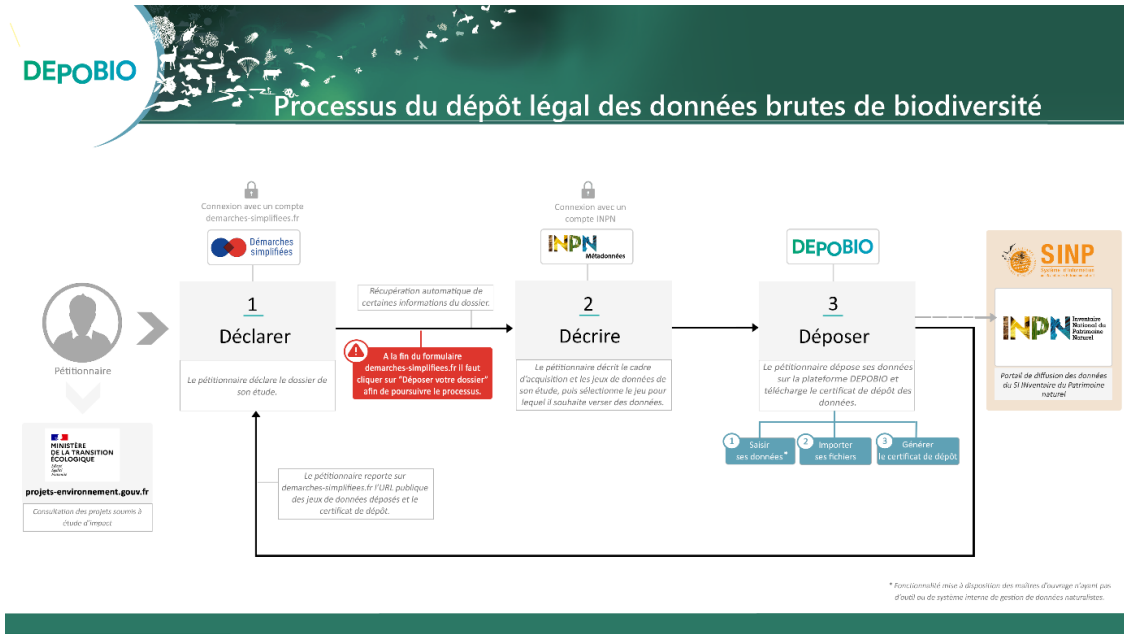 DEPOBIO
Processus du dépôt légal des données brutes de biodiversité
Connexion avec un compte
demarches-simplifiees.fr
Démarches
simplifiées
Connexion avec un
compte INPN
INPN
Métadonnées
DEPOBIO
SINP
Système d'Information
INPN
Inventaire
National du
Patrimoine
Naturel
Portail de diffusion des données
du SI INventaire du Patrimoine
naturel
Pétitionnaire
1
Déclarer
Le pétitionnaire déclare le dossier de
son étude.
Récupération automatique de
certaines informations du dossier.
A la fin du formulaire
demarches-simplifiees.fr il faut
cliquer sur "Déposer votre dossier"
afin de poursuivre le processus.
2
Décrire
Le pétitionnaire décrit le cadre
d'acquisition et les jeux de données de
son étude, puis sélectionne le jeu pour
lequel il souhaite verser des données.
3
Déposer
Le pétitionnaire dépose ses données
sur la plateforme DEPOBIO et
télécharge le certificat de dépôt des
données.
1
Saisir
ses données*
2
Importer
ses fichiers
3
Générer
le certificat de dépôt
MINISTÈRE
DE LA TRANSITION
ÉCOLOGIQUE
Liberté
Égalité
Fraternité
projets-environnement.gouv.fr
Consultation des projets soumis à
étude d'impact
Le pétitionnaire reporte sur
demarches-simplifiees.fr l'URL publique
des jeux de données déposés et le
certificat de dépôt.
* Fonctionnalité mise à disposition des maîtres d'ouvrage n'ayant pas
d'outil ou de système interne de gestion de données naturalistes.